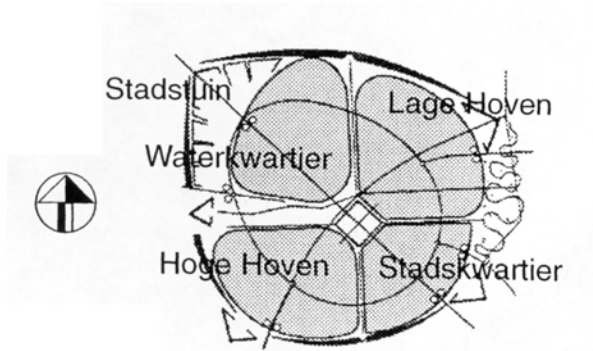 Stadstuin
Lage Hoven
Waterkwartier
Hoge Hoven
Stadskwartier